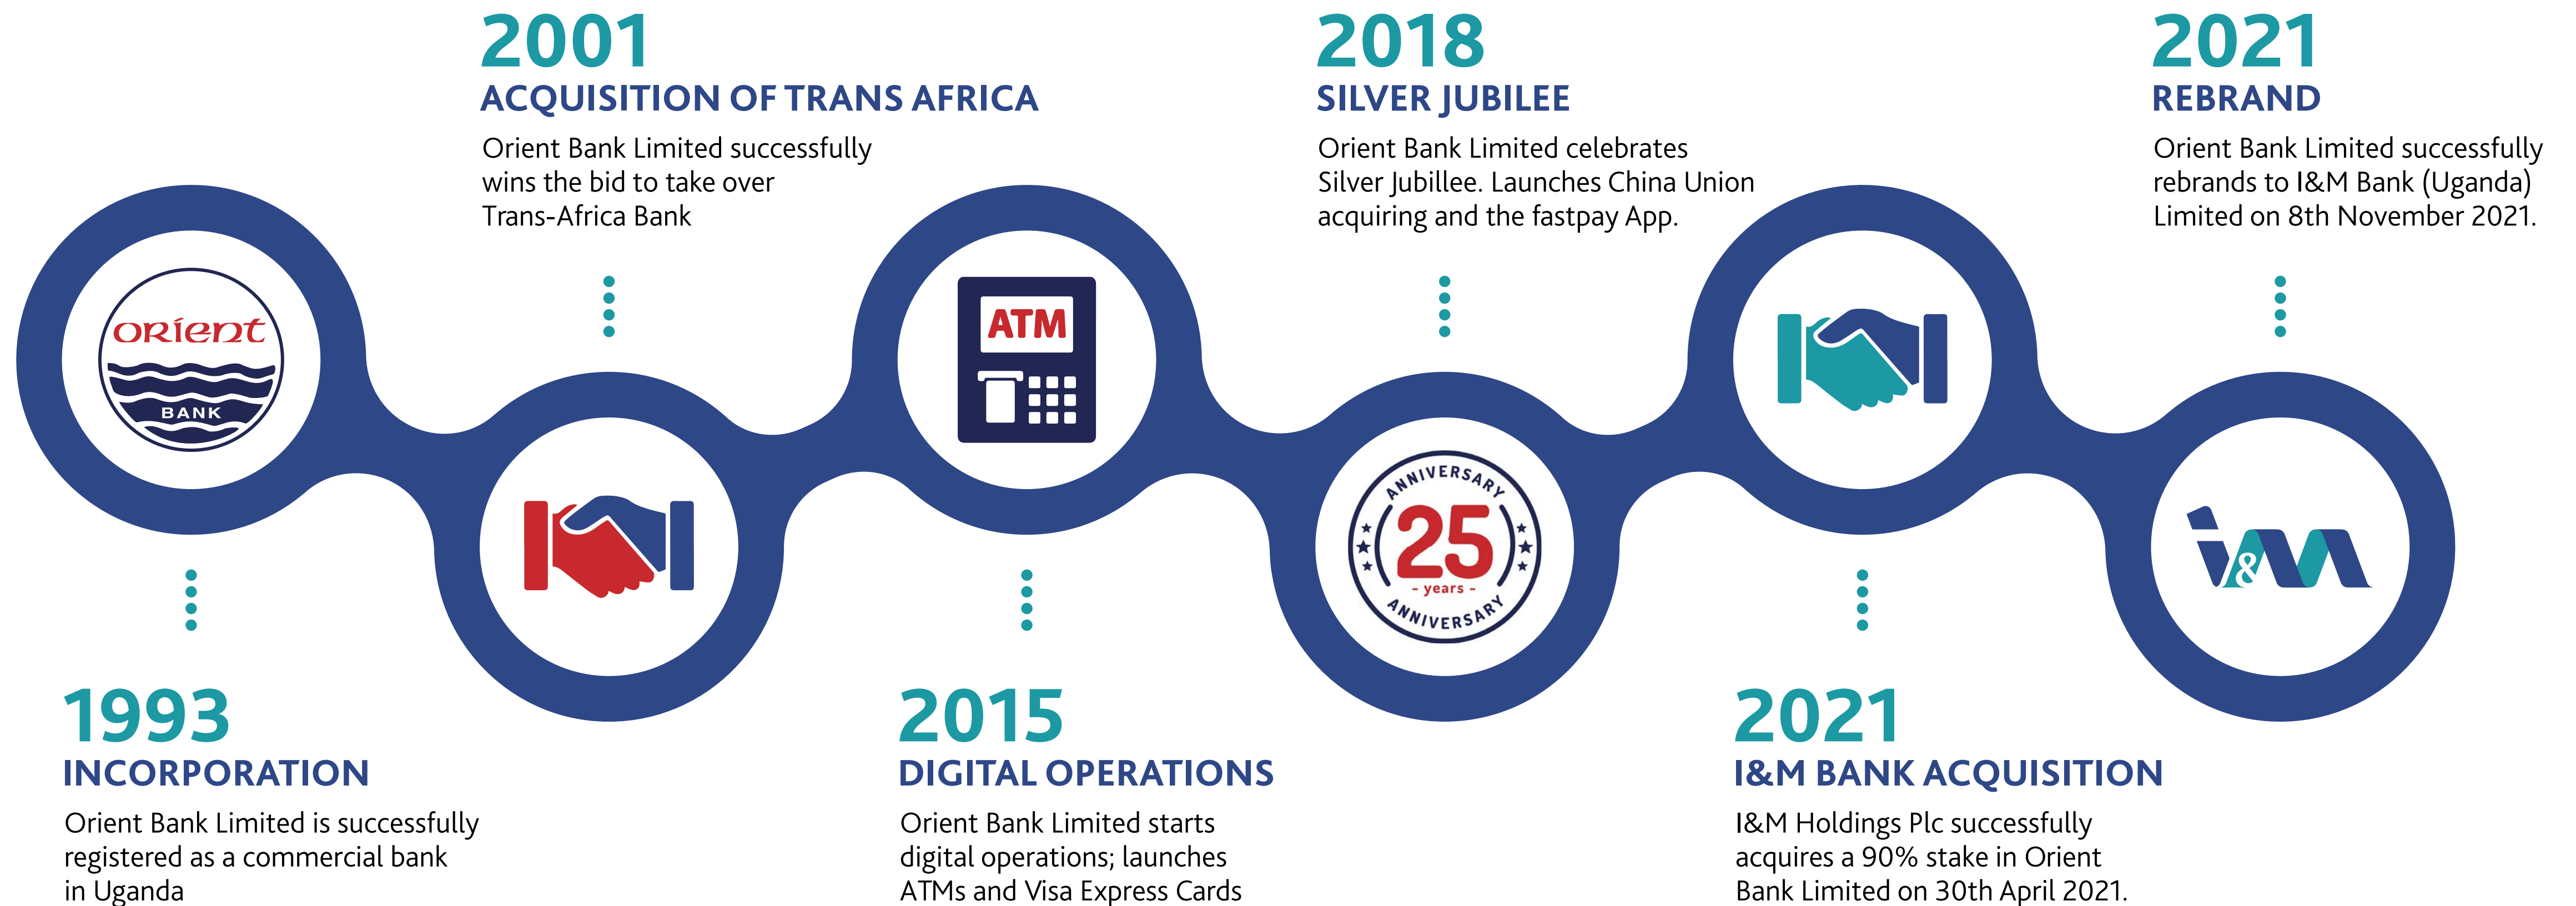 2001
ACQUISITION OF TRANS AFRICA
Orient Bank Limited successfully
wins the bid to take over
Trans-Africa Bank
2018
SILVER JUBILEE
Orient Bank Limited celebrates
Silver Jubillee. Launches China Union
acquiring and the fastpay App.
2021
REBRAND
Orient Bank Limited successfully
rebrands to I&M Bank (Uganda)
Limited on 8th November 2021.
orient
BANK
ATM
ANNIVERSARY
25
- years -
ANNIVERSARY
i&m
1993
INCORPORATION
Orient Bank Limited is successfully
registered as a commercial bank
in Uganda
2015
DIGITAL OPERATIONS
Orient Bank Limited starts
digital operations; launches
ATMs and Visa Express Cards
2021
I&M BANK ACQUISITION
I&M Holdings Plc successfully
acquires a 90% stake in Orient
Bank Limited on 30th April 2021.